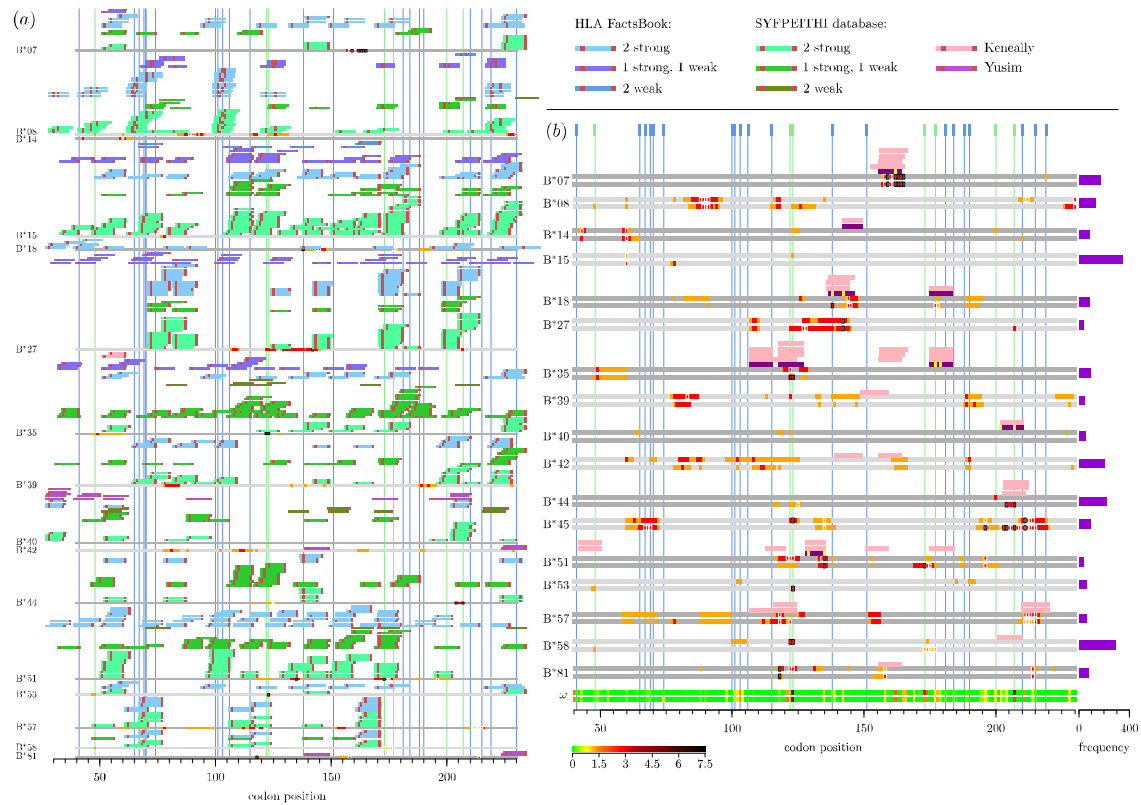 (a)
B*07
B*08
B*14
B*15
B*18
B*27
B*35
B*39
B*40
B*42
B*44
B*51
B*53
B*57
B*58
B*81
50
100
150
200
codon position
HLA FactsBook:
2 strong
1 strong, 1 weak
2 weak
SYFPEITHI database:
2 strong
1 strong, 1 weak
2 weak
Keneally
Yusim
(b)
B*07
B*08
B*14
B*15
B*18
B*27
B*35
B*39
B*40
B*42
B*44
B*45
B*51
B*53
B*57
B*58
B*81
ω
50
100
150
200
0
400
codon position
frequency
0
1.5
3
4.5
6
7.5